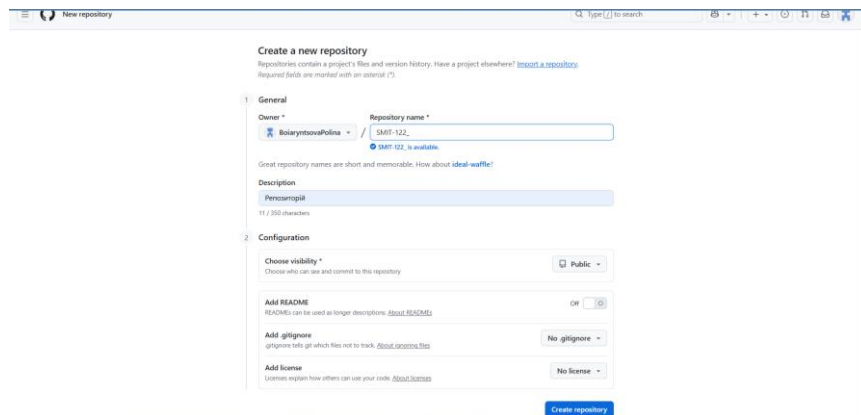 New repository
Type / to search
Create a new repository
Repositories contain a project's files and version history. Have a project elsewhere? Import a repository.
Required fields are marked with an asterisk (*).
1 General
Owner * Repository name *
BoiaryntsovaPolina / SMIT-122_
SMIT-122_ is available.
Great repository names are short and memorable. How about ideal-waffle?
Description
Репозиторій
11 / 350 characters
2 Configuration
Choose visibility *
Public
Choose who can see and commit to this repository
Add README
Off
READMEs can be used as longer descriptions. About READMEs
Add .gitignore
No .gitignore
.gitignore tells git which files not to track. About ignoring files
Add license
No license
Licenses explain how others can use your code. About licenses
Create repository